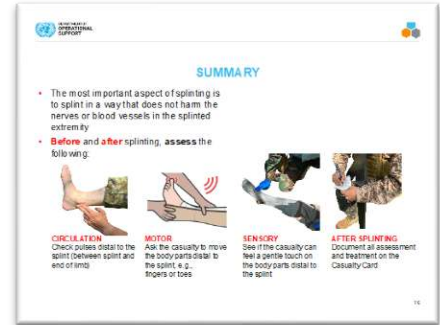 DEPARTMENT OF
OPERATIONAL
SUPPORT
SUMMARY
• The most important aspect of splinting is
to splint in a way that does not harm the
nerves or blood vessels in the splinted
extremity
• Before and after splinting, assess the
following:
CIRCULATION
Check pulses distal to the
splint (between splint and
end of limb)
MOTOR
Ask the casualty to move
the body parts distal to
the splint, e.g.,
fingers or toes
SENSORY
See if the casualty can
feel a gentle touch on
the body parts distal to
the splint
AFTER SPLINTING
Document all assessment
and treatment on the
Casualty Card